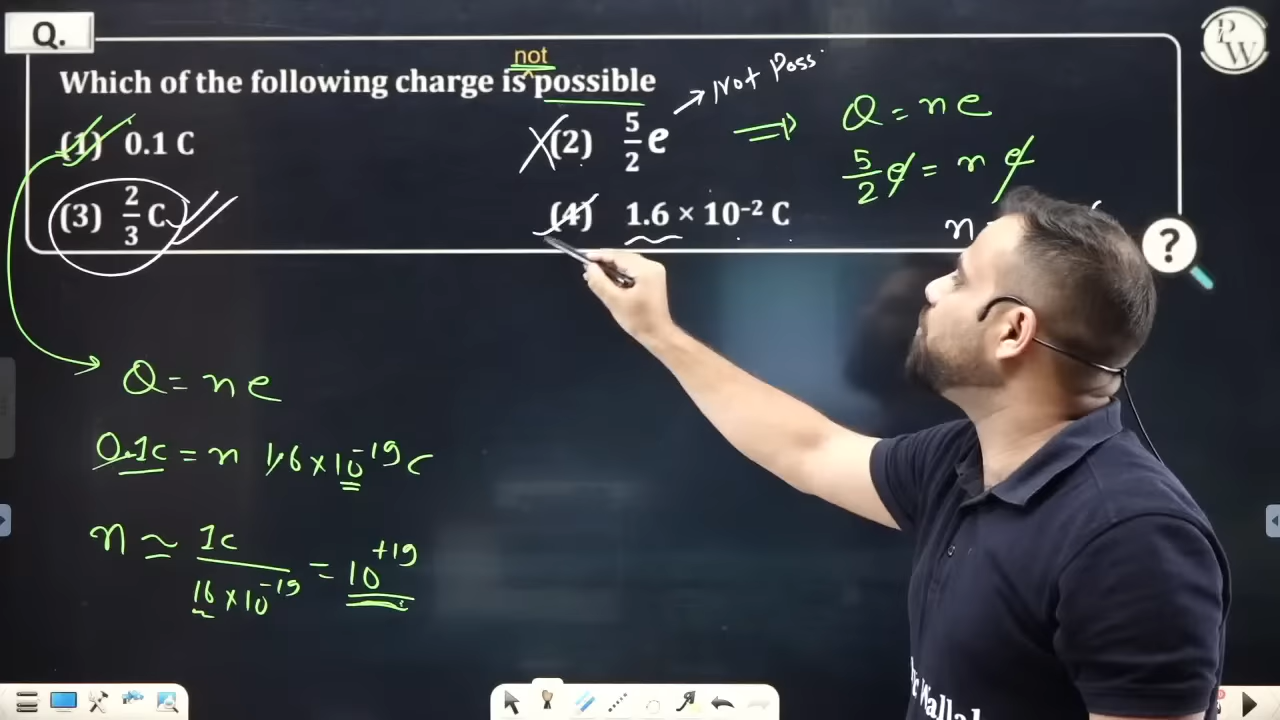 Q.
not
Which of the following charge is ^ possible
→ Not Poss.
(1) 0.1 C
(2) 5/2 e
⇒ Q = ne
5/2 e = n e
(3) 2/3 C
(4) 1.6 × 10⁻² C
n =
?
PW
Q = ne
0.1c = n 1.6 × 10⁻¹⁹ c
n ≃ 1c / 16 × 10⁻¹⁹ = 10⁺¹⁹